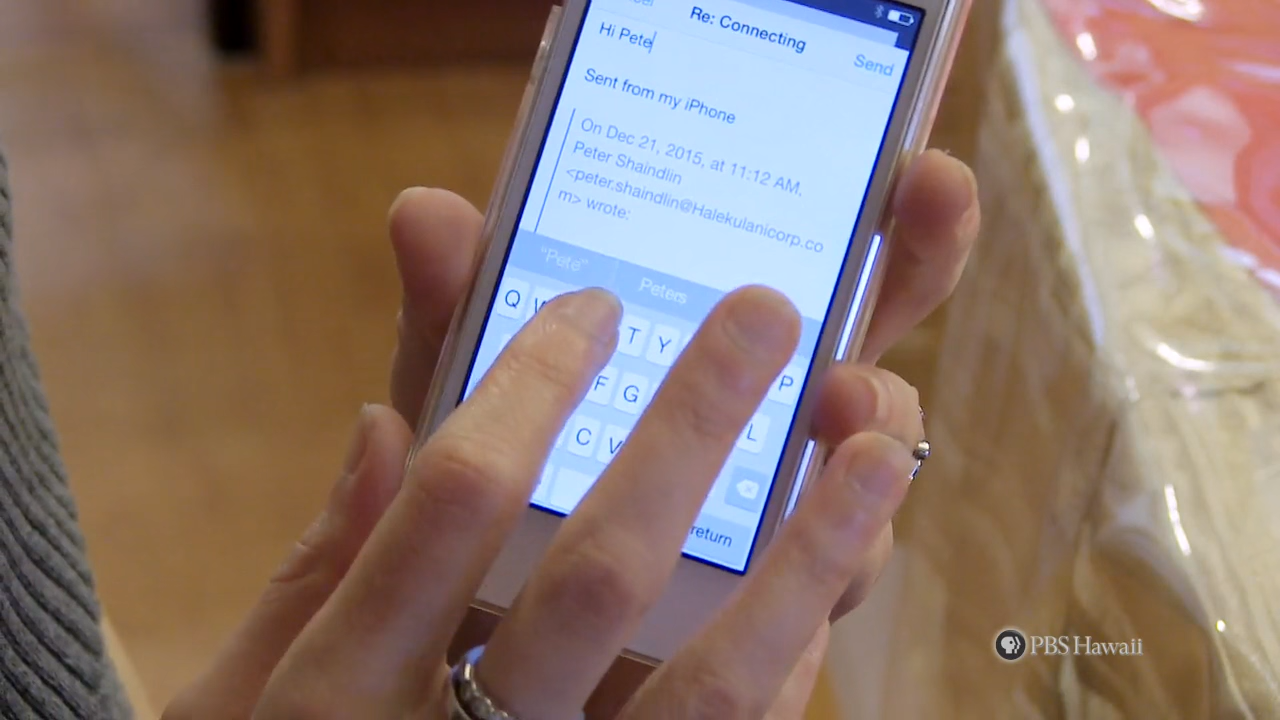 Re: Connecting
Send
Hi Pete
Sent from my iPhone
On Dec 21, 2015, at 11:12 AM,
Peter Shaindlin
<peter.shaindlin@Halekulanicorp.co
m> wrote:
"Pete" Peters
Q W T Y P
F G L
C V
return
PBS Hawaii